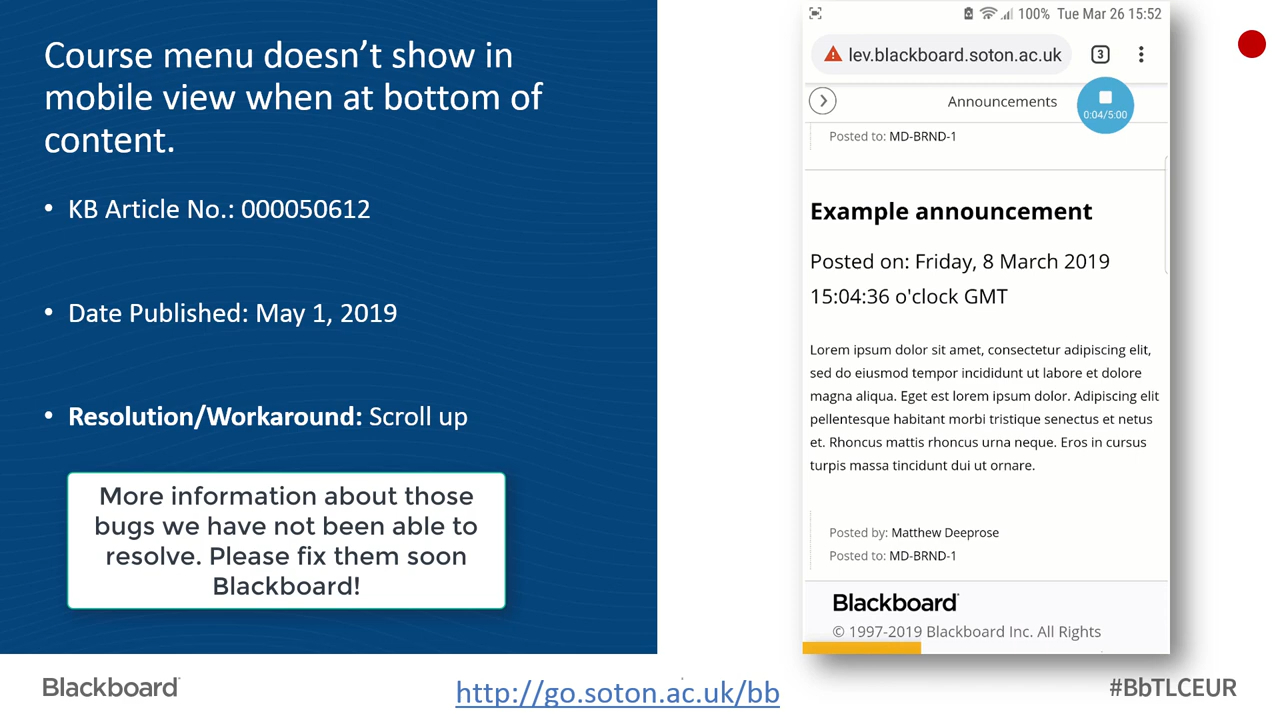 Course menu doesn’t show in
mobile view when at bottom of
content.
• KB Article No.: 000050612
• Date Published: May 1, 2019
• Resolution/Workaround: Scroll up
More information about those
bugs we have not been able to
resolve. Please fix them soon
Blackboard!
100% Tue Mar 26 15:52
lev.blackboard.soton.ac.uk
3
Announcements
0:04/5:00
Posted to: MD-BRND-1
Example announcement
Posted on: Friday, 8 March 2019
15:04:36 o'clock GMT
Lorem ipsum dolor sit amet, consectetur adipiscing elit,
sed do eiusmod tempor incididunt ut labore et dolore
magna aliqua. Eget est lorem ipsum dolor. Adipiscing elit
pellentesque habitant morbi tristique senectus et netus
et. Rhoncus mattis rhoncus urna neque. Eros in cursus
turpis massa tincidunt dui ut ornare.
Posted by: Matthew Deeprose
Posted to: MD-BRND-1
Blackboard
© 1997-2019 Blackboard Inc. All Rights
Blackboard
http://go.soton.ac.uk/bb
#BbTLCEUR